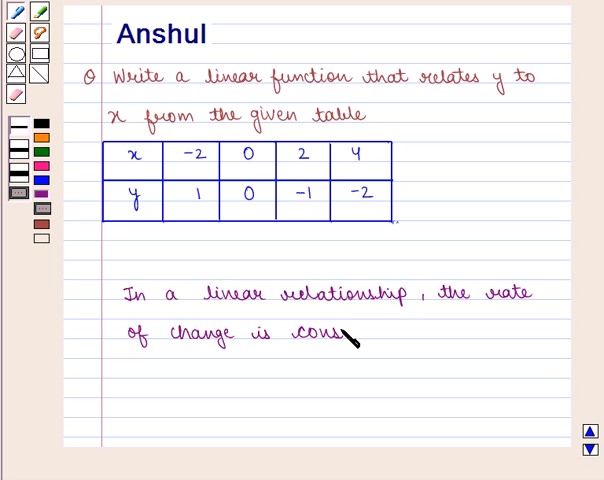 Anshul
Q Write a linear function that relates y to
x from the given table
x -2 0 2 4
y 1 0 -1 -2
In a linear relationship, the rate
of change is cons